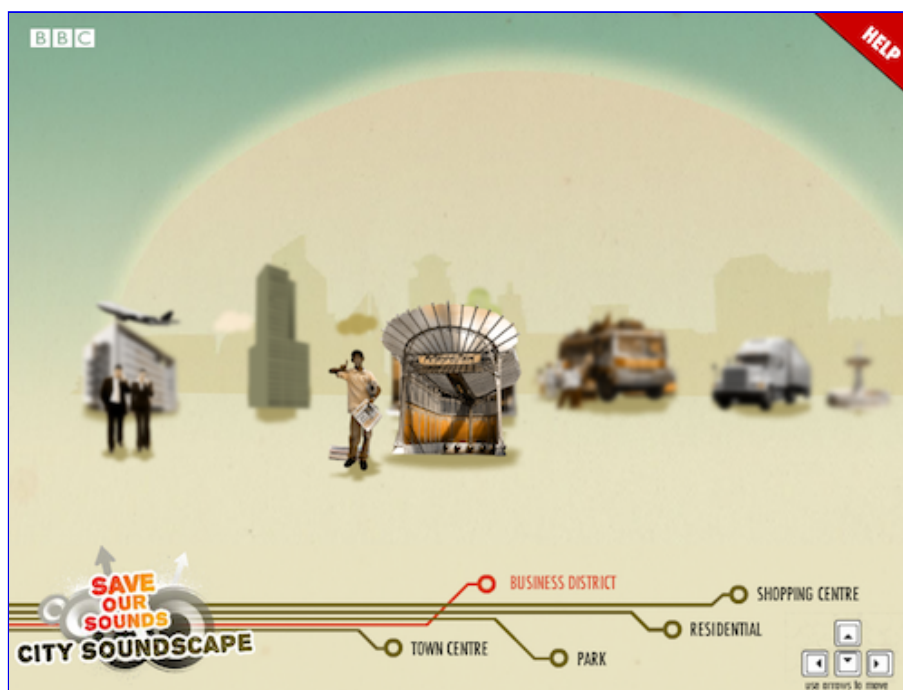 BBC
HELP
SAVE
OUR
SOUNDS
CITY SOUNDSCAPE
BUSINESS DISTRICT
SHOPPING CENTRE
RESIDENTIAL
TOWN CENTRE
PARK
use arrows to move